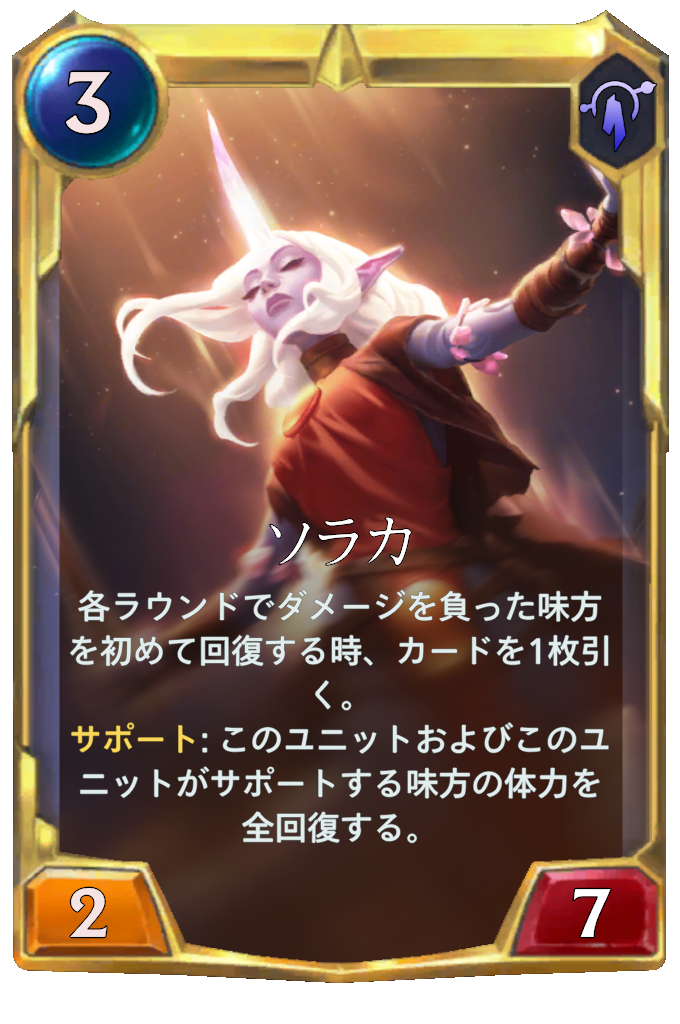 3
ソラカ
各ラウンドでダメージを負った味方
を初めて回復する時、カードを1枚引
く。
サポート: このユニットおよびこのユ
ニットがサポートする味方の体力を
全回復する。
2
7